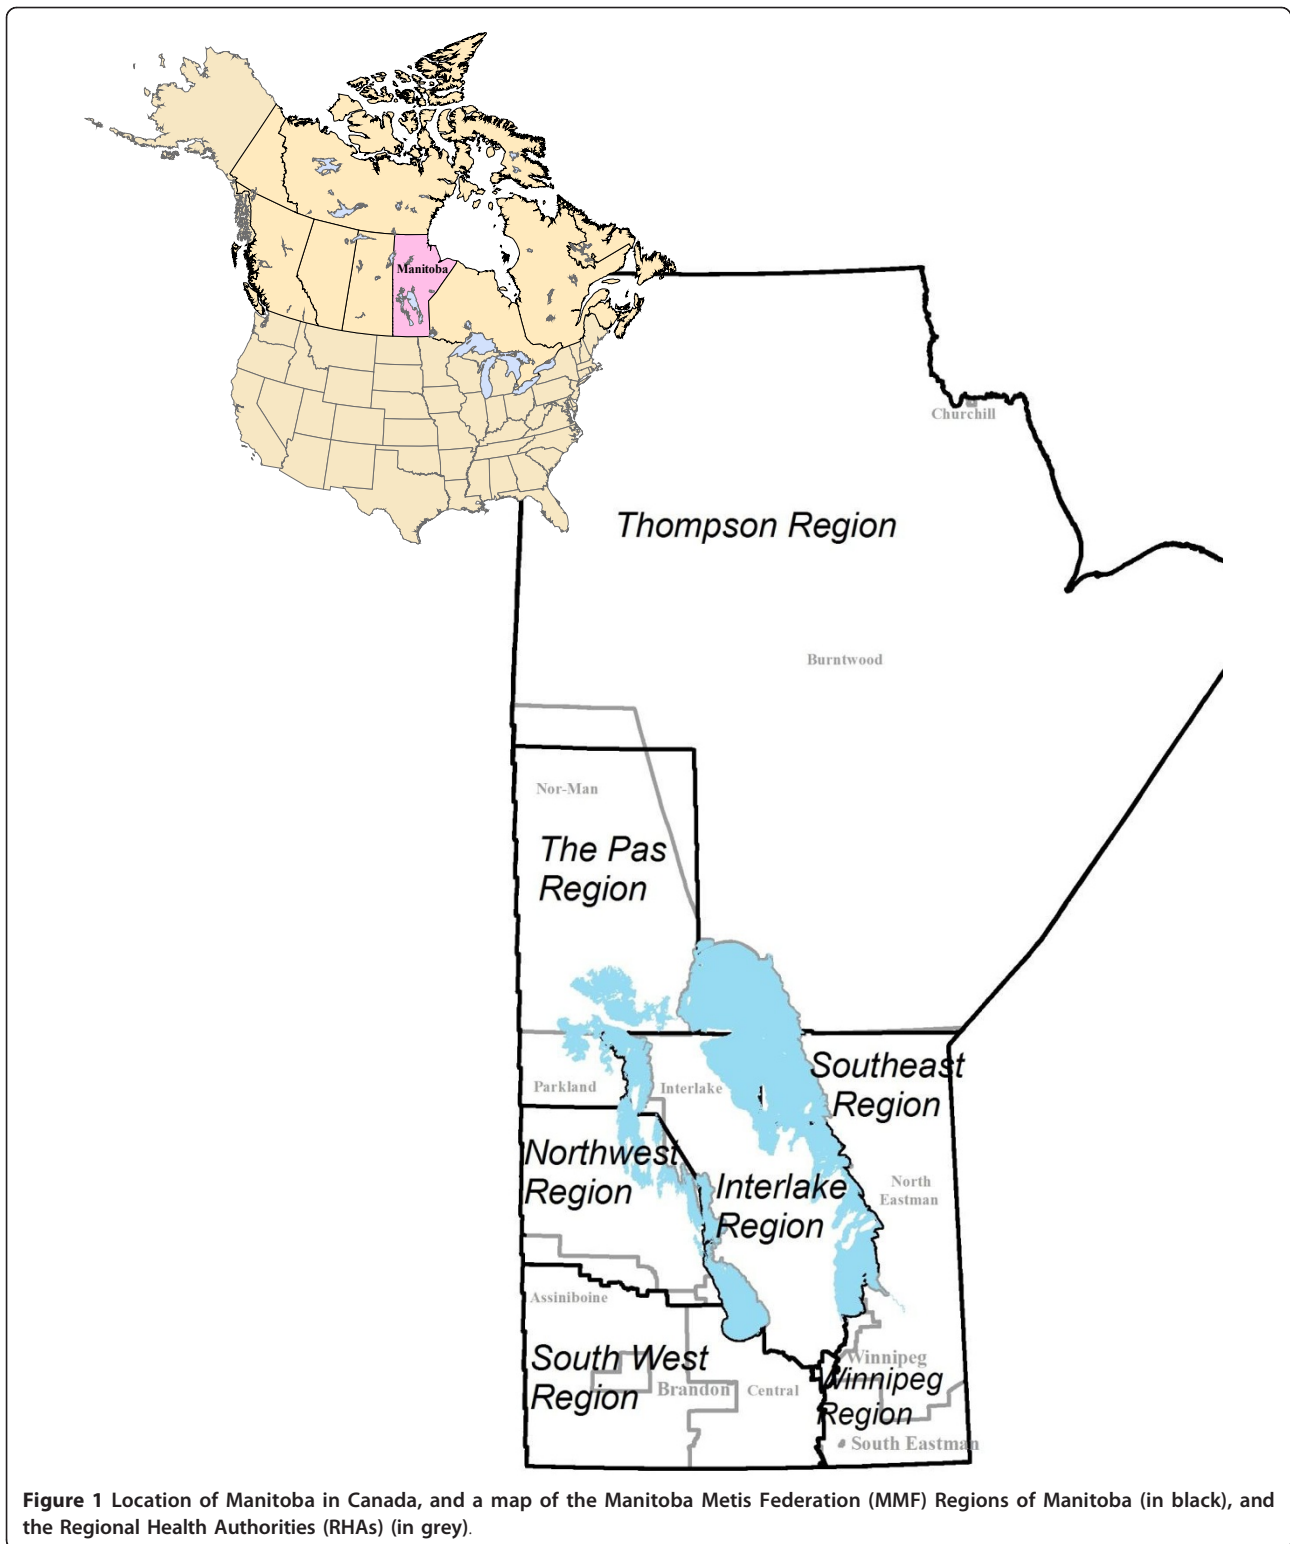 Manitoba
Churchill
Thompson Region
Burntwood
Nor-Man
The Pas
Region
Southeast
Region
Parkland
Interlake
Northwest
Region
Interlake
Region
North
Eastman
Assiniboine
South West
Region
Brandon
Central
Winnipeg
Winnipeg
Region
South Eastman
Figure 1 Location of Manitoba in Canada, and a map of the Manitoba Metis Federation (MMF) Regions of Manitoba (in black), and
the Regional Health Authorities (RHAs) (in grey).